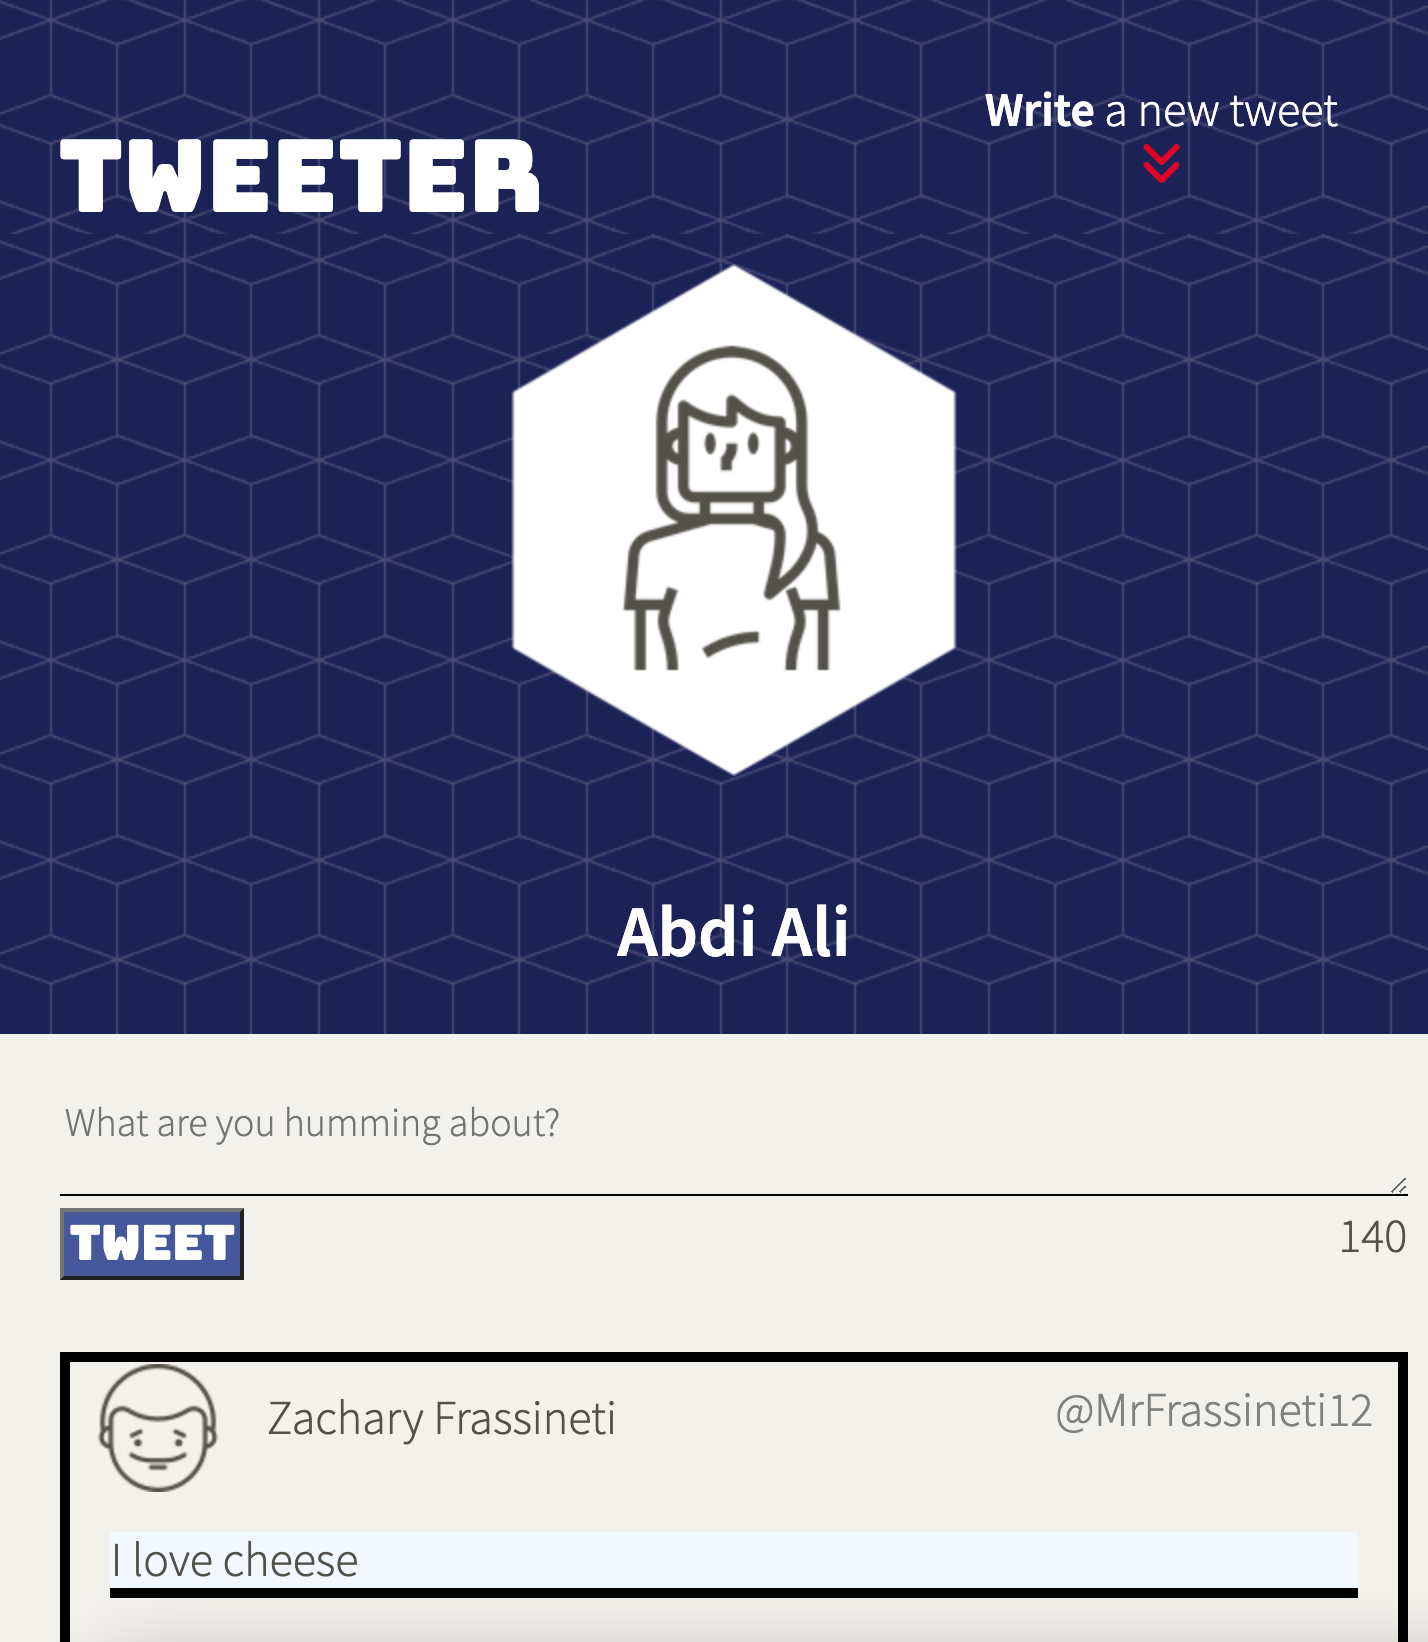 Write a new tweet
TWEETER
Abdi Ali
What are you humming about?
TWEET
140
Zachary Frassineti
@MrFrassineti12
I love cheese